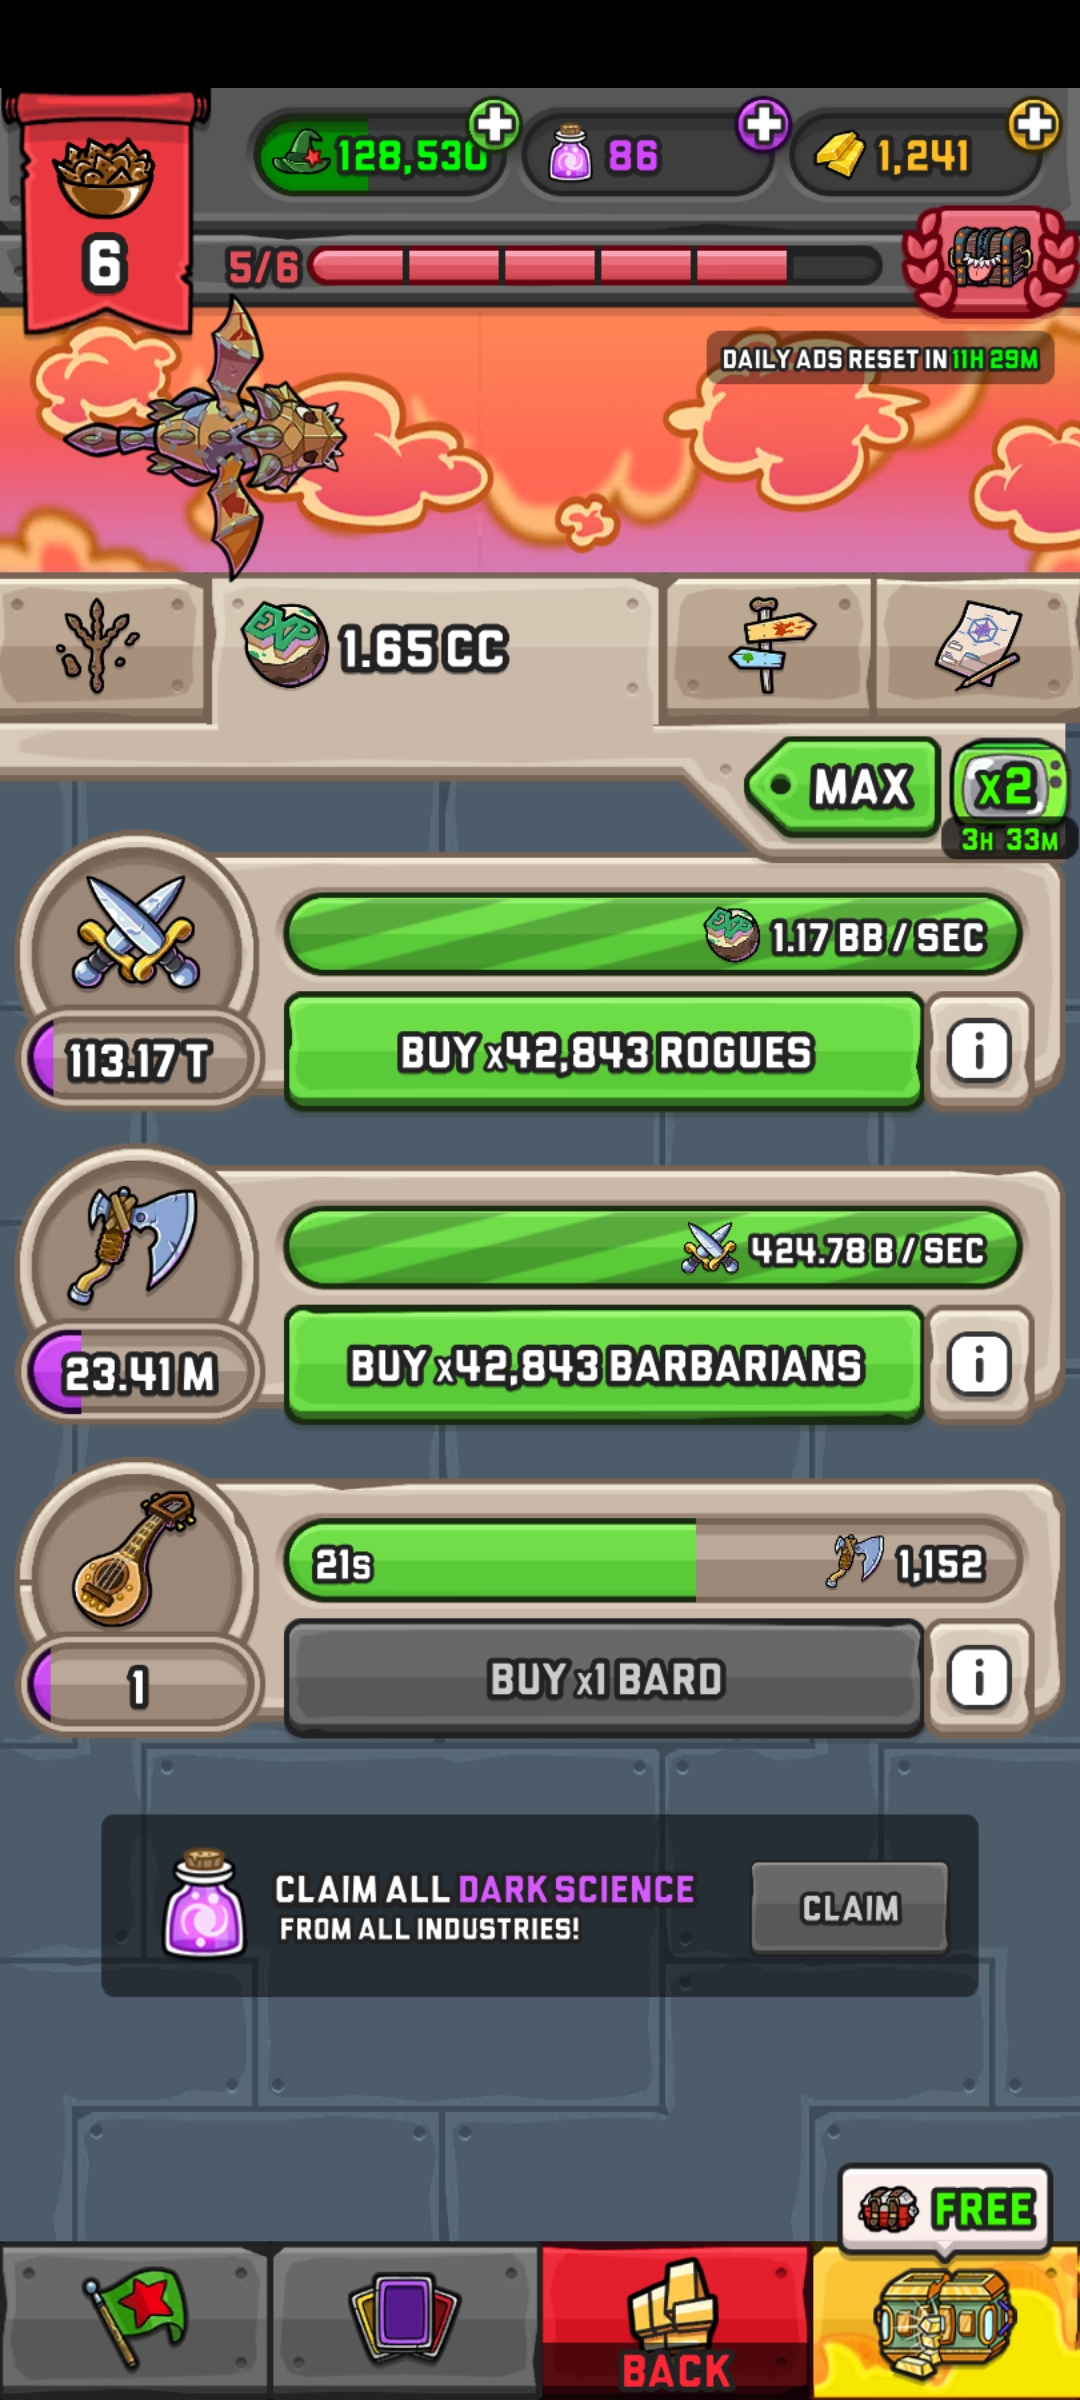 128,530
86
1,241
6
5/6
DAILY ADS RESET IN 11H 29M
EXP
1.65 CC
MAX
x2
3H 33M
EXP
1.17 BB / SEC
113.17 T
BUY x42,843 ROGUES
i
424.78 B / SEC
23.41 M
BUY x42,843 BARBARIANS
i
21s
1,152
1
BUY x1 BARD
i
CLAIM ALL DARK SCIENCE
FROM ALL INDUSTRIES!
CLAIM
FREE
BACK